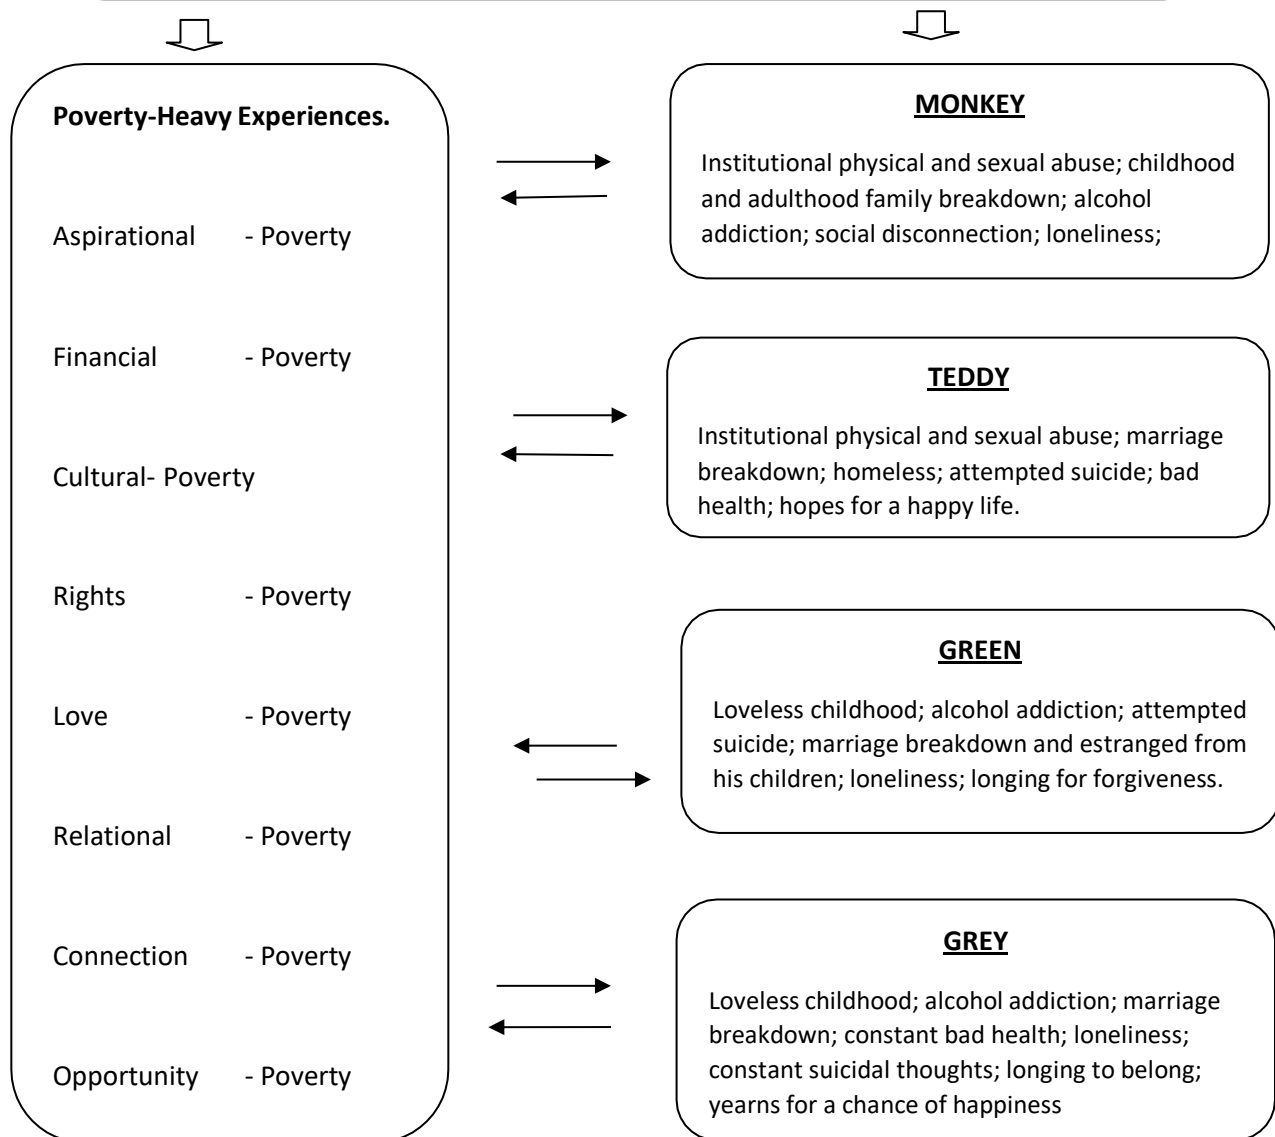 Poverty-Heavy Experiences.
Aspirational - Poverty
Financial - Poverty
Cultural- Poverty
Rights - Poverty
Love - Poverty
Relational - Poverty
Connection - Poverty
Opportunity - Poverty
MONKEY
Institutional physical and sexual abuse; childhood
and adulthood family breakdown; alcohol
addiction; social disconnection; loneliness;
TEDDY
Institutional physical and sexual abuse; marriage
breakdown; homeless; attempted suicide; bad
health; hopes for a happy life.
GREEN
Loveless childhood; alcohol addiction; attempted
suicide; marriage breakdown and estranged from
his children; loneliness; longing for forgiveness.
GREY
Loveless childhood; alcohol addiction; marriage
breakdown; constant bad health; loneliness;
constant suicidal thoughts; longing to belong;
yearns for a chance of happiness